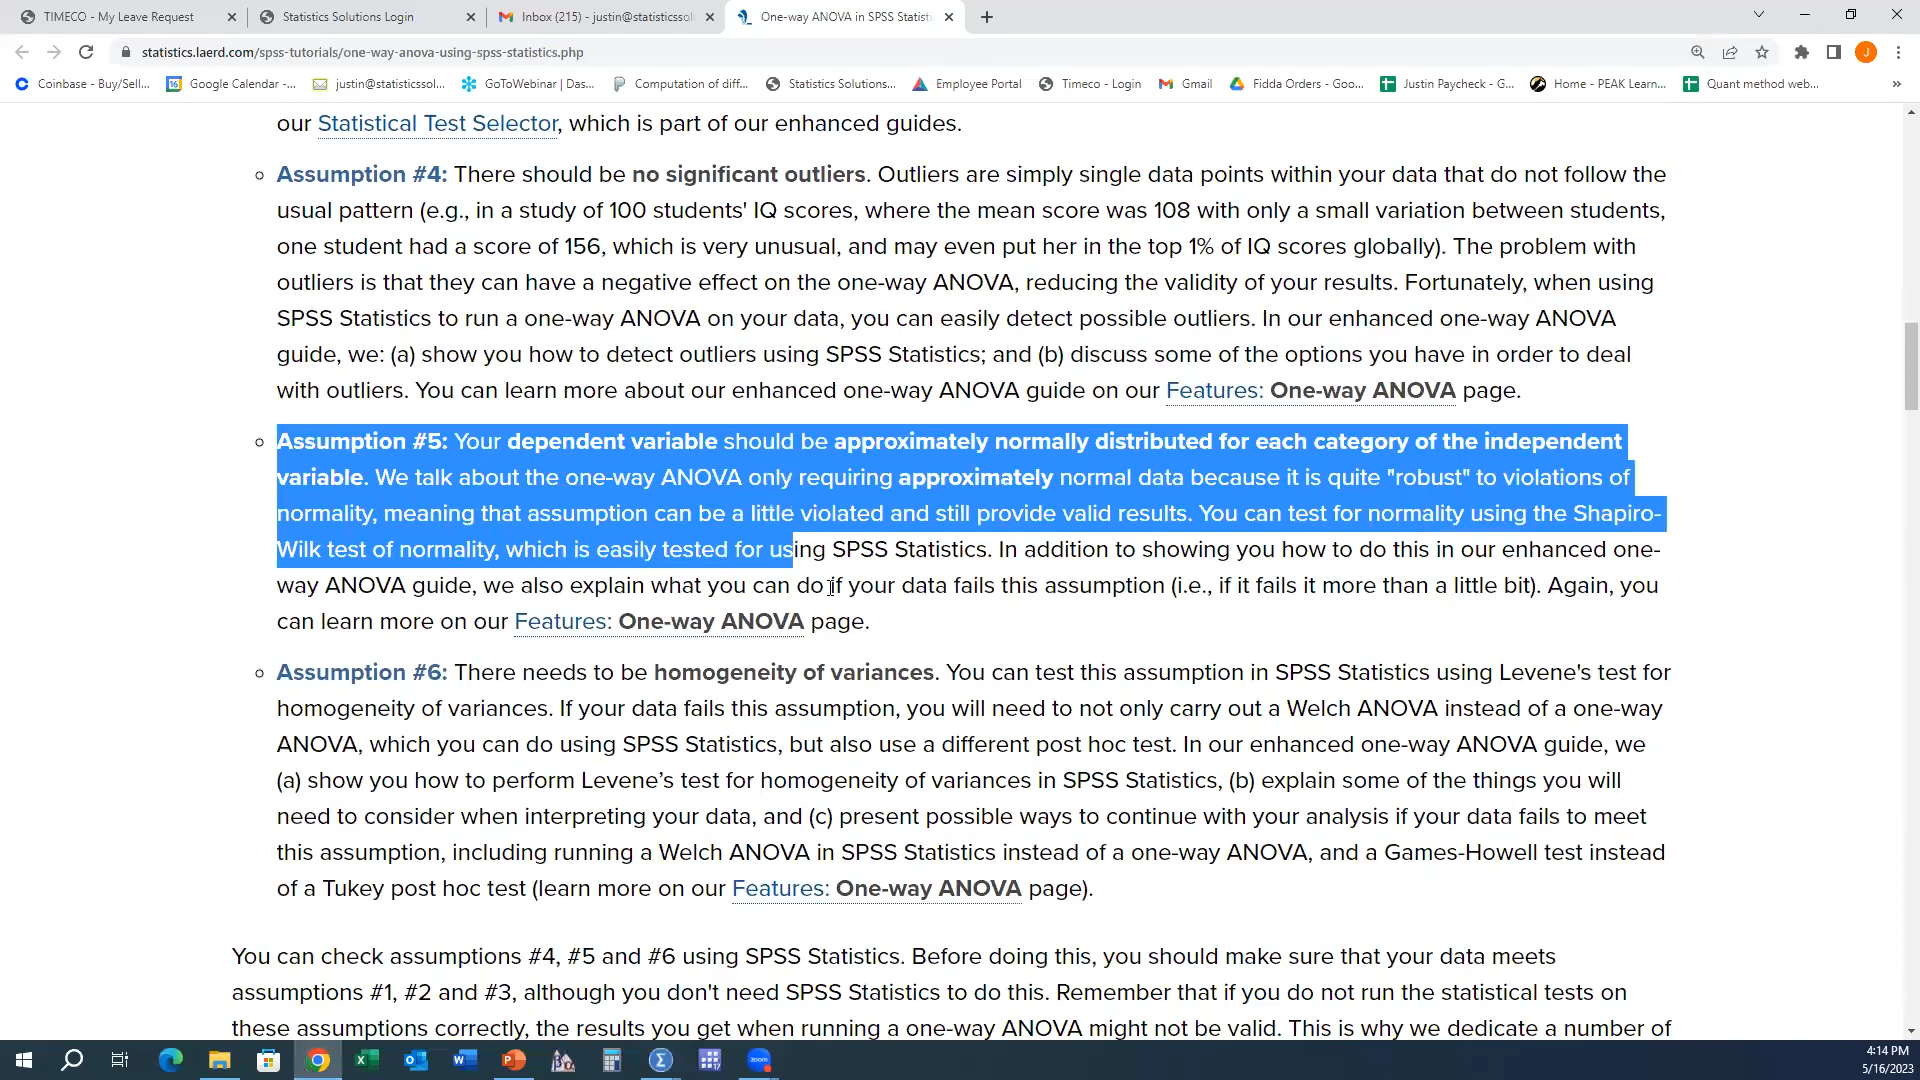 TIMECO - My Leave Request
Statistics Solutions Login
Inbox (215) - justin@statisticssol
One-way ANOVA in SPSS Statisti
statistics.laerd.com/spss-tutorials/one-way-anova-using-spss-statistics.php
J
Coinbase - Buy/Sell...
16
Google Calendar -...
justin@statisticssol...
GoToWebinar | Das...
Computation of diff...
Statistics Solutions...
Employee Portal
Timeco - Login
Gmail
Fidda Orders - Goo...
Justin Paycheck - G...
Home - PEAK Learn...
Quant method web...
»
our Statistical Test Selector, which is part of our enhanced guides.
Assumption #4: There should be no significant outliers. Outliers are simply single data points within your data that do not follow the
usual pattern (e.g., in a study of 100 students' IQ scores, where the mean score was 108 with only a small variation between students,
one student had a score of 156, which is very unusual, and may even put her in the top 1% of IQ scores globally). The problem with
outliers is that they can have a negative effect on the one-way ANOVA, reducing the validity of your results. Fortunately, when using
SPSS Statistics to run a one-way ANOVA on your data, you can easily detect possible outliers. In our enhanced one-way ANOVA
guide, we: (a) show you how to detect outliers using SPSS Statistics; and (b) discuss some of the options you have in order to deal
with outliers. You can learn more about our enhanced one-way ANOVA guide on our Features: One-way ANOVA page.
Assumption #5: Your dependent variable should be approximately normally distributed for each category of the independent
variable. We talk about the one-way ANOVA only requiring approximately normal data because it is quite "robust" to violations of
normality, meaning that assumption can be a little violated and still provide valid results. You can test for normality using the Shapiro-
Wilk test of normality, which is easily tested for using SPSS Statistics. In addition to showing you how to do this in our enhanced one-
way ANOVA guide, we also explain what you can do if your data fails this assumption (i.e., if it fails it more than a little bit). Again, you
can learn more on our Features: One-way ANOVA page.
Assumption #6: There needs to be homogeneity of variances. You can test this assumption in SPSS Statistics using Levene's test for
homogeneity of variances. If your data fails this assumption, you will need to not only carry out a Welch ANOVA instead of a one-way
ANOVA, which you can do using SPSS Statistics, but also use a different post hoc test. In our enhanced one-way ANOVA guide, we
(a) show you how to perform Levene’s test for homogeneity of variances in SPSS Statistics, (b) explain some of the things you will
need to consider when interpreting your data, and (c) present possible ways to continue with your analysis if your data fails to meet
this assumption, including running a Welch ANOVA in SPSS Statistics instead of a one-way ANOVA, and a Games-Howell test instead
of a Tukey post hoc test (learn more on our Features: One-way ANOVA page).
You can check assumptions #4, #5 and #6 using SPSS Statistics. Before doing this, you should make sure that your data meets
assumptions #1, #2 and #3, although you don't need SPSS Statistics to do this. Remember that if you do not run the statistical tests on
these assumptions correctly, the results you get when running a one-way ANOVA might not be valid. This is why we dedicate a number of
zoom
4:14 PM
5/16/2023